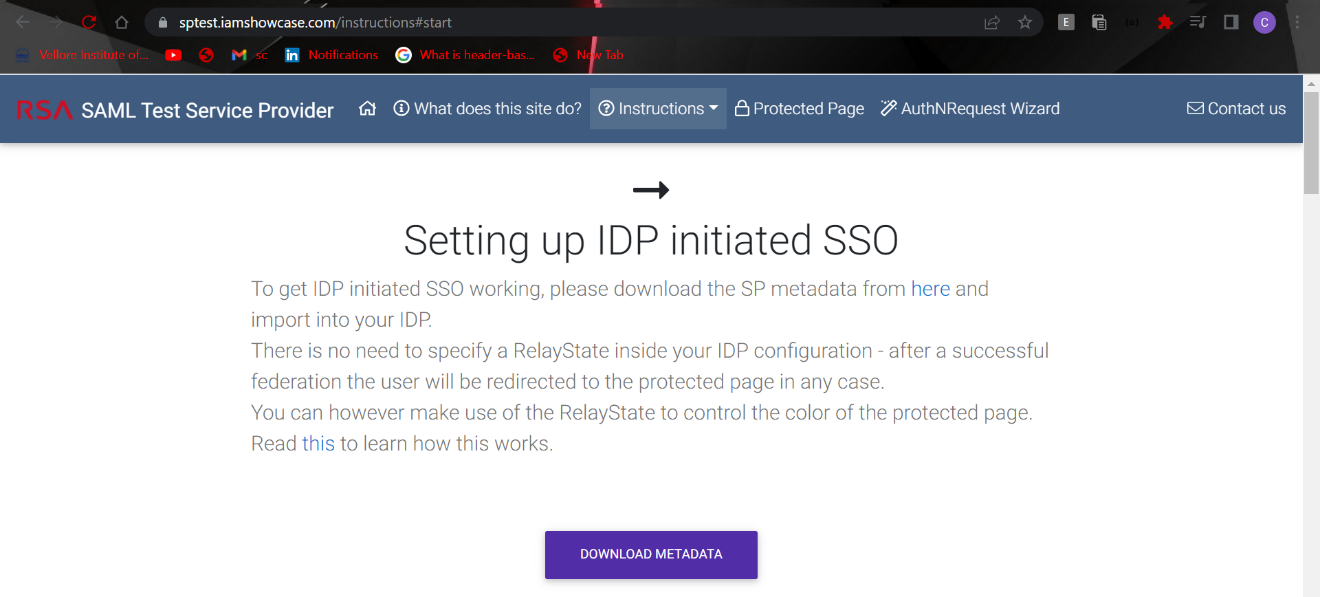 sptest.iamshowcase.com/instructions#start
E
C
Vellore Institute of... sc Notifications What is header-bas... New Tab
RSA SAML Test Service Provider What does this site do? Instructions Protected Page AuthNRequest Wizard Contact us
Setting up IDP initiated SSO
To get IDP initiated SSO working, please download the SP metadata from here and
import into your IDP.
There is no need to specify a RelayState inside your IDP configuration - after a successful
federation the user will be redirected to the protected page in any case.
You can however make use of the RelayState to control the color of the protected page.
Read this to learn how this works.
DOWNLOAD METADATA